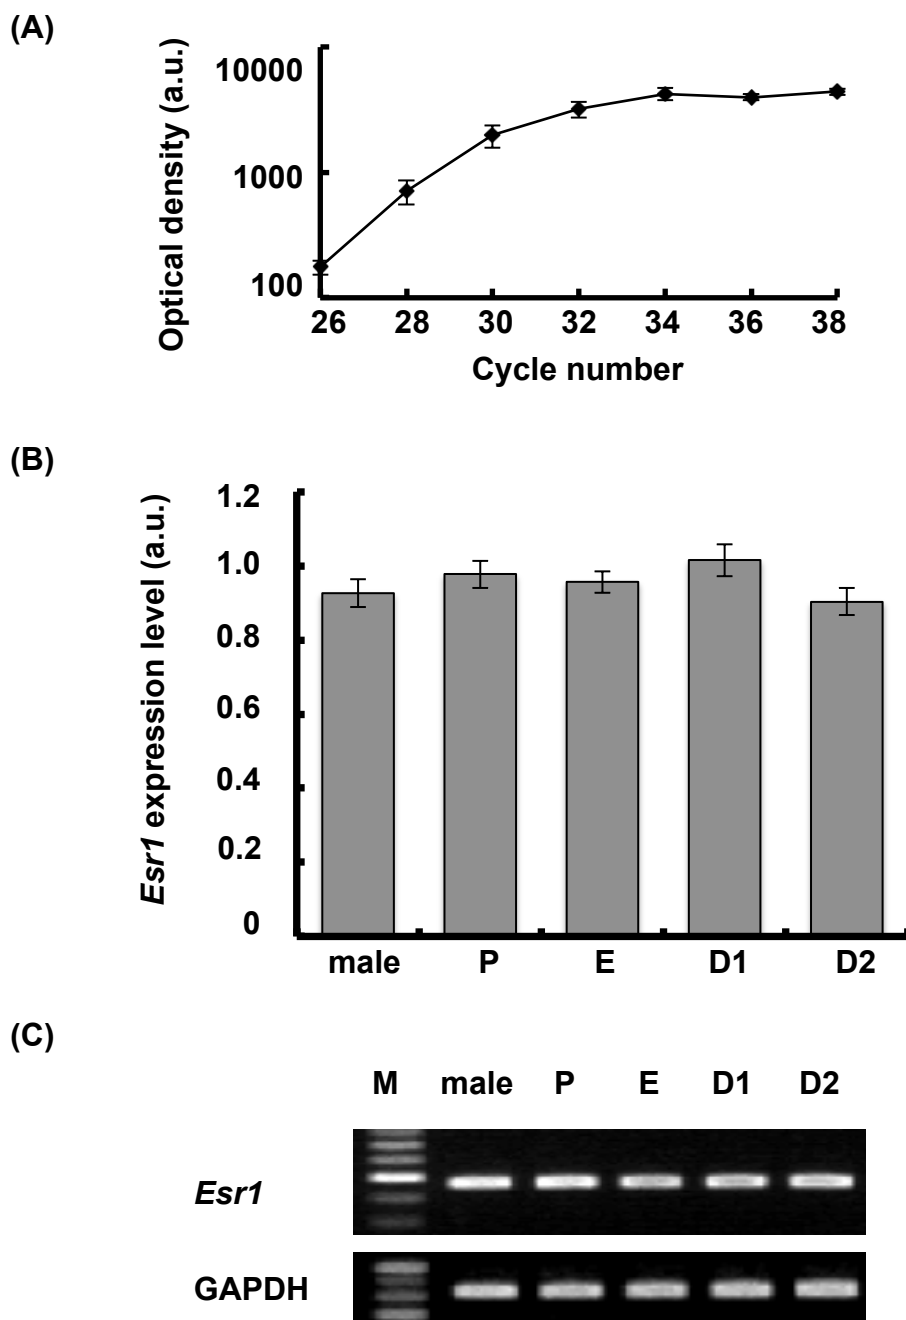 (A)
Optical density (a.u.)
10000
1000
100
26 28 30 32 34 36 38
Cycle number
(B)
Esr1 expression level (a.u.)
1.2
1.0
0.8
0.6
0.4
0.2
0
male P E D1 D2
(C)
M male P E D1 D2
Esr1
GAPDH